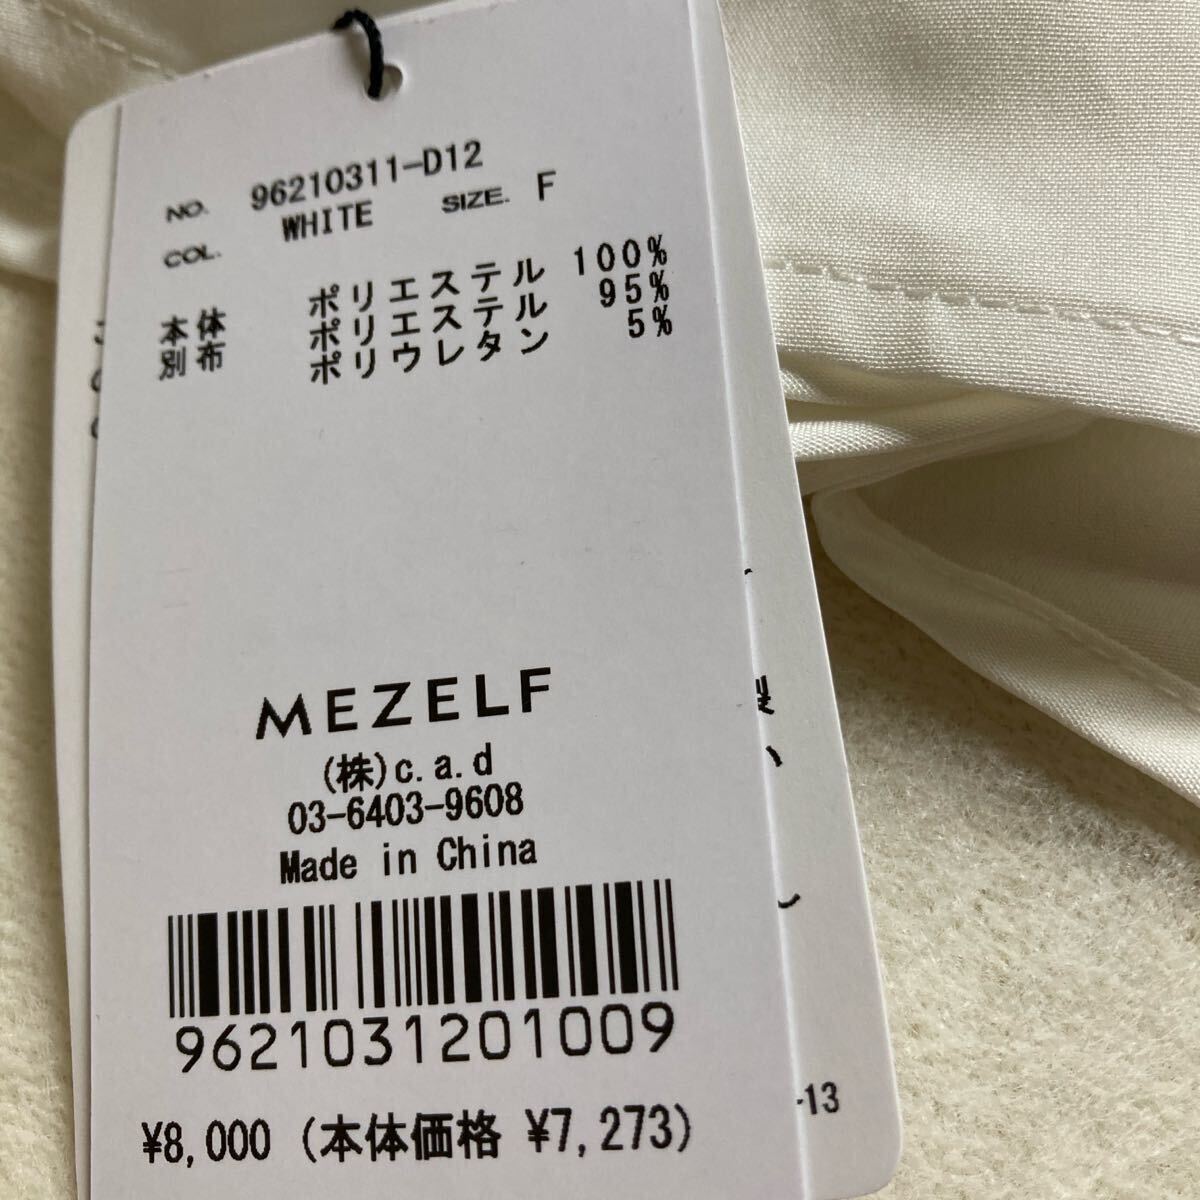 NO. 96210311-D12
COL. WHITE SIZE. F
本体 ポリエステル 100%
別布 ポリエステル 95%
ポリウレタン 5%
MEZELF
(株)c.a.d
03-6403-9608
Made in China
9621031201009
¥8,000 (本体価格 ¥7,273)
-13